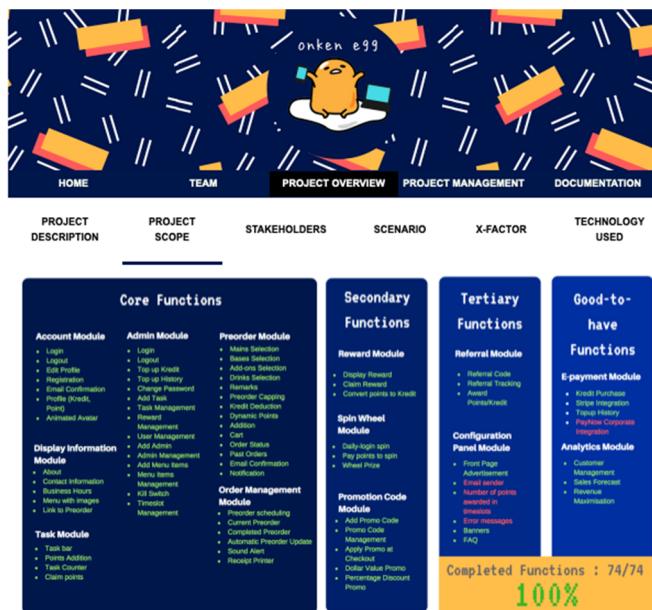 onken egg
HOME TEAM PROJECT OVERVIEW PROJECT MANAGEMENT DOCUMENTATION
PROJECT DESCRIPTION
PROJECT SCOPE
STAKEHOLDERS
SCENARIO
X-FACTOR
TECHNOLOGY USED
Core Functions
Account Module
Login
Logout
Edit Profile
Registration
Email Confirmation
Profile (Kredit,
Point)
Animated Avatar
Display Information
Module
About
Contact Information
Business Hours
Menu with Images
Link to Preorder
Task Module
Task bar
Points Addition
Task Counter
Claim points
Admin Module
Login
Logout
Top up Kredit
Top up History
Change Password
Add Task
Task Management
Reward
Management
User Management
Add Admin
Admin Management
Add Menu Items
Menu Items
Management
Kill Switch
Timeslot
Management
Preorder Module
Mains Selection
Bases Selection
Add-ons Selection
Drinks Selection
Remarks
Preorder Capping
Kredit Deduction
Dynamic Points
Addition
Cart
Order Status
Past Orders
Email Confirmation
Notification
Order Management
Module
Preorder scheduling
Current Preorder
Completed Preorder
Automatic Preorder Update
Sound Alert
Receipt Printer
Secondary
Functions
Reward Module
Display Reward
Claim Reward
Convert points to Kredit
Spin Wheel
Module
Daily-login spin
Pay points to spin
Wheel Prize
Promotion Code
Module
Add Promo Code
Promo Code
Management
Apply Promo at
Checkout
Dollar Value Promo
Percentage Discount
Promo
Tertiary
Functions
Referral Module
Referral Code
Referral Tracking
Award
Points/Kredit
Configuration
Panel Module
Front Page
Advertisement
Email sender
Number of points
awarded in
timeslots
Error messages
Banners
FAQ
Good-to-
have
Functions
E-payment Module
Kredit Purchase
Stripe Integration
Topup History
PayNow Corporate
Integration
Analytics Module
Customer
Management
Sales Forecast
Revenue
Maximisation
Completed Functions : 74/74
100%